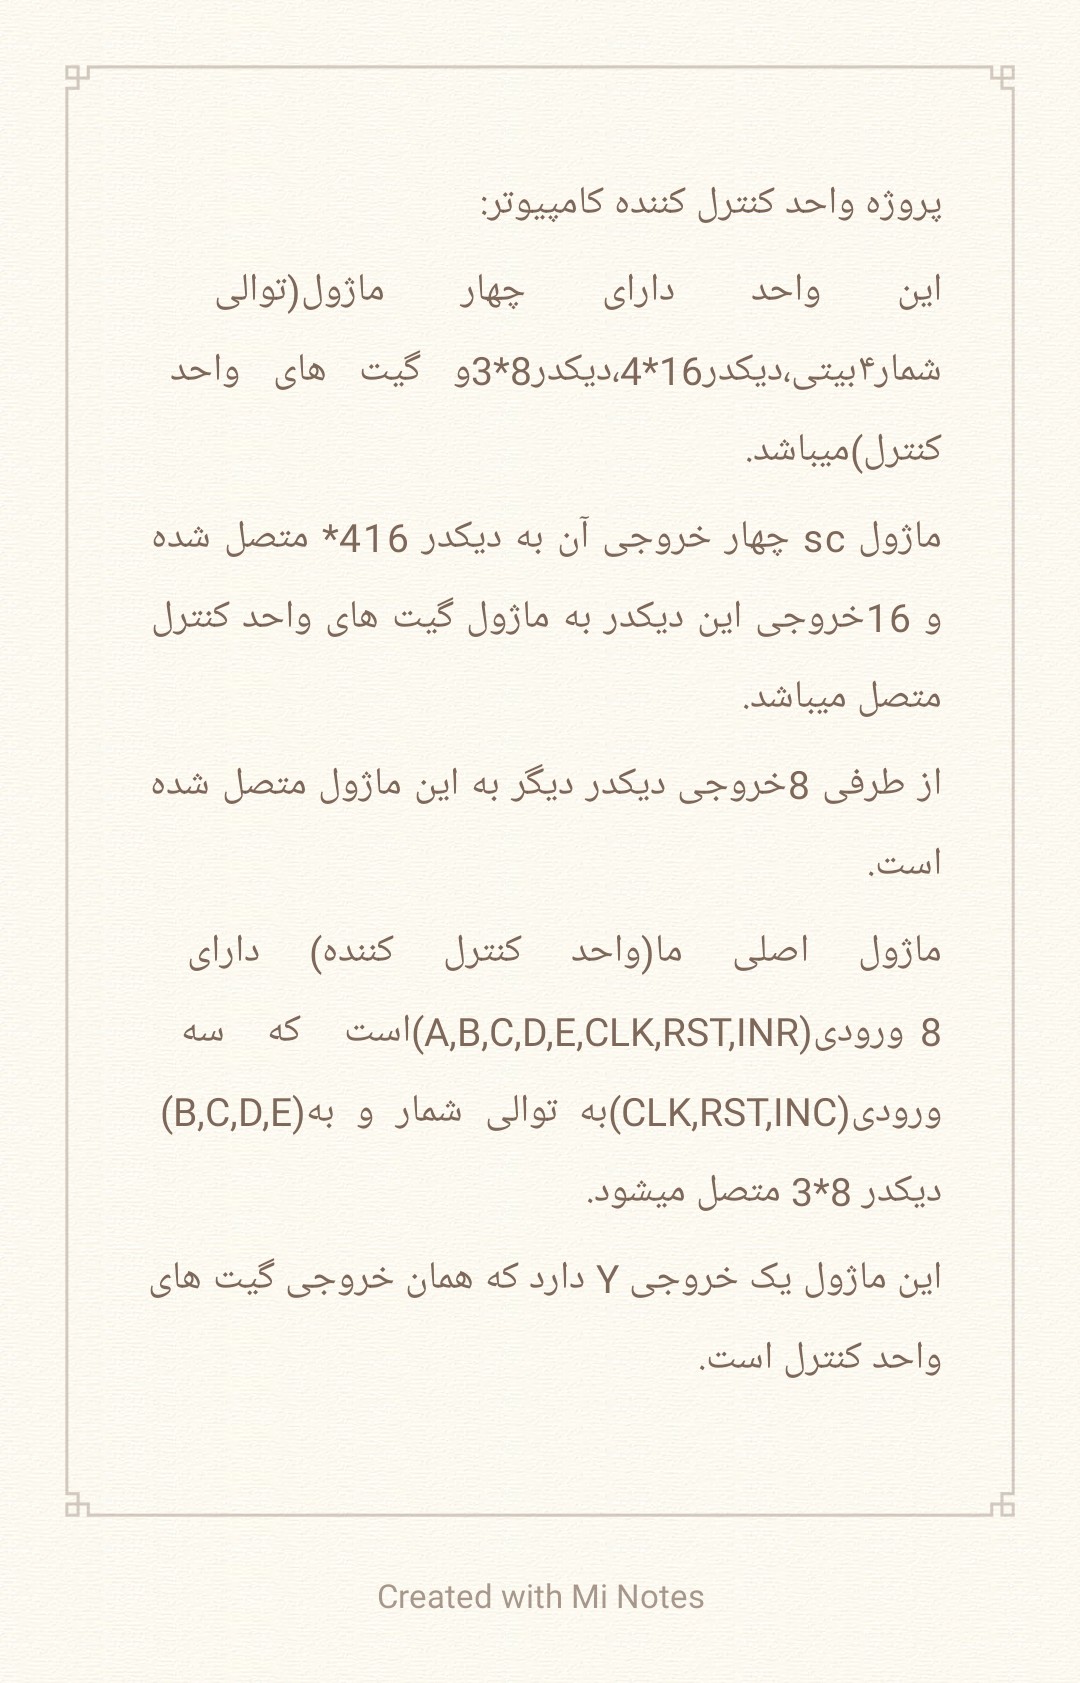 پروژه واحد کنترل کننده کامپیوتر:
این واحد دارای چهار ماژول(توالی
شمار۴بیتی،دیکدر16*4،دیکدر8*3و گیت های واحد
کنترل)میباشد.
ماژول sc چهار خروجی آن به دیکدر 416* متصل شده
و 16خروجی این دیکدر به ماژول گیت های واحد کنترل
متصل میباشد.
از طرفی 8خروجی دیکدر دیگر به این ماژول متصل شده
است.
ماژول اصلی ما(واحد کنترل کننده) دارای
8 ورودی(A,B,C,D,E,CLK,RST,INR)است که سه
ورودی(CLK,RST,INC)به توالی شمار و به(B,C,D,E)
دیکدر 8*3 متصل میشود.
این ماژول یک خروجی Y دارد که همان خروجی گیت های
واحد کنترل است.
Created with Mi Notes